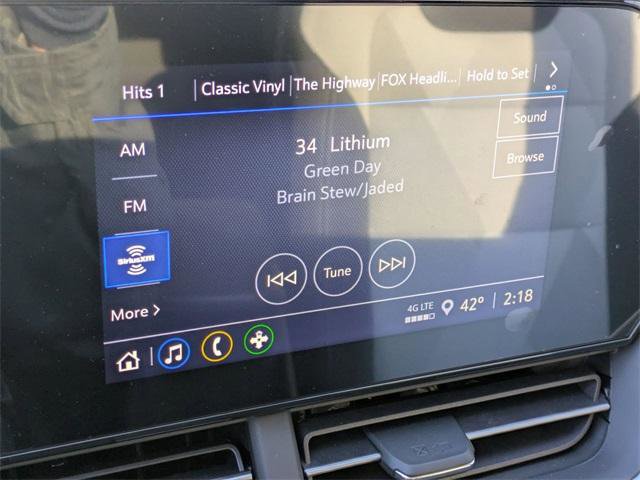 Hits 1
Classic Vinyl
The Highway
FOX Headli...
Hold to Set
AM
34 Lithium
Sound
Green Day
Browse
FM
Brain Stew/Jaded
SiriusXM
Tune
More
4G LTE
42°
2:18